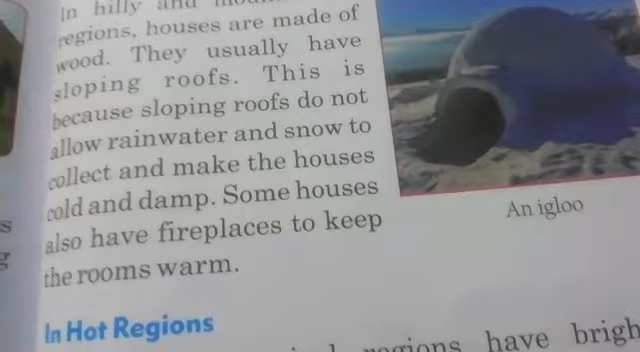 In hilly and
regions, houses are made of
wood. They usually have
sloping roofs. This is
because sloping roofs do not
allow rainwater and snow to
collect and make the houses
cold and damp. Some houses
also have fireplaces to keep
the rooms warm.
An igloo
In Hot Regions
regions have brigh